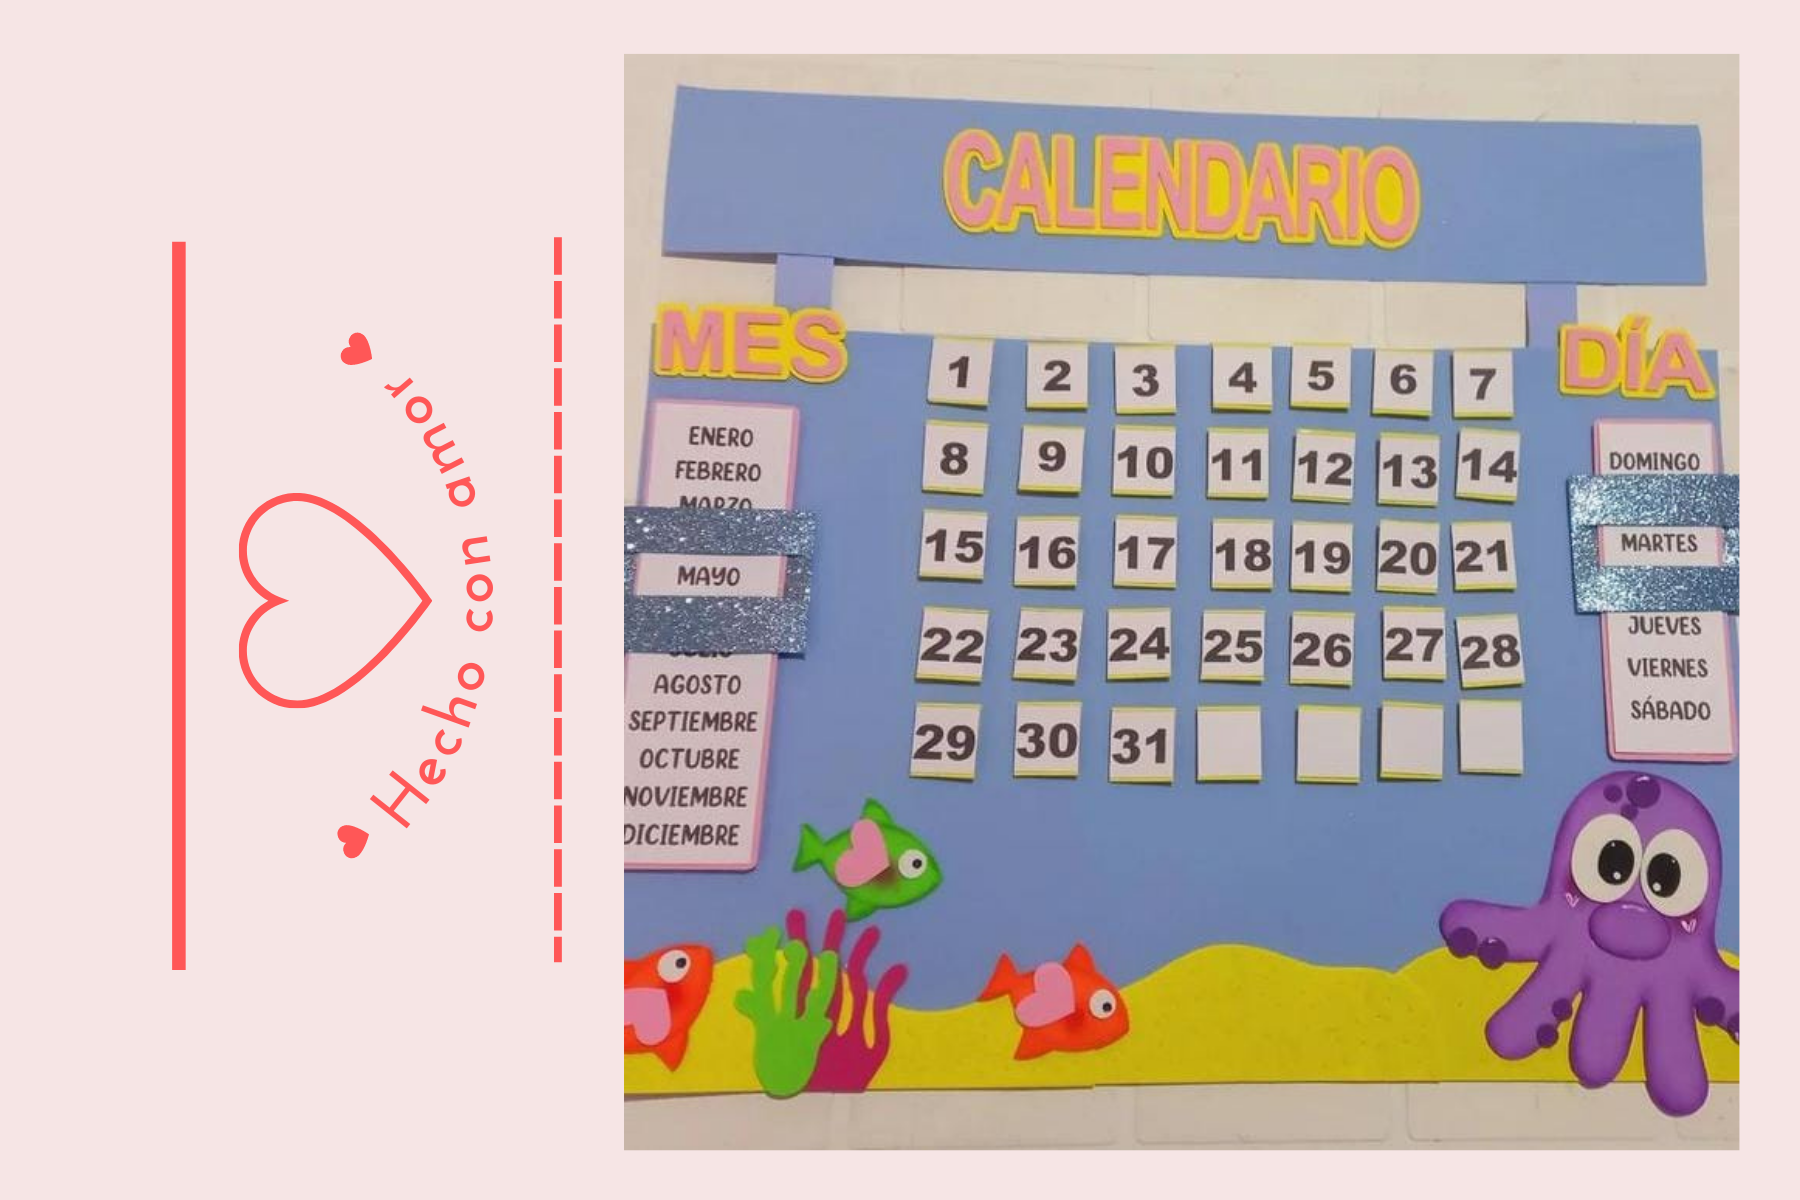 Hecho con amor
CALENDARIO
MES
ENERO
FEBRERO
MARZO
MAYO
JULIO
AGOSTO
SEPTIEMBRE
OCTUBRE
NOVIEMBRE
DICIEMBRE
1 2 3 4 5 6 7
8 9 10 11 12 13 14
15 16 17 18 19 20 21
22 23 24 25 26 27 28
29 30 31
DÍA
DOMINGO
MARTES
JUEVES
VIERNES
SÁBADO